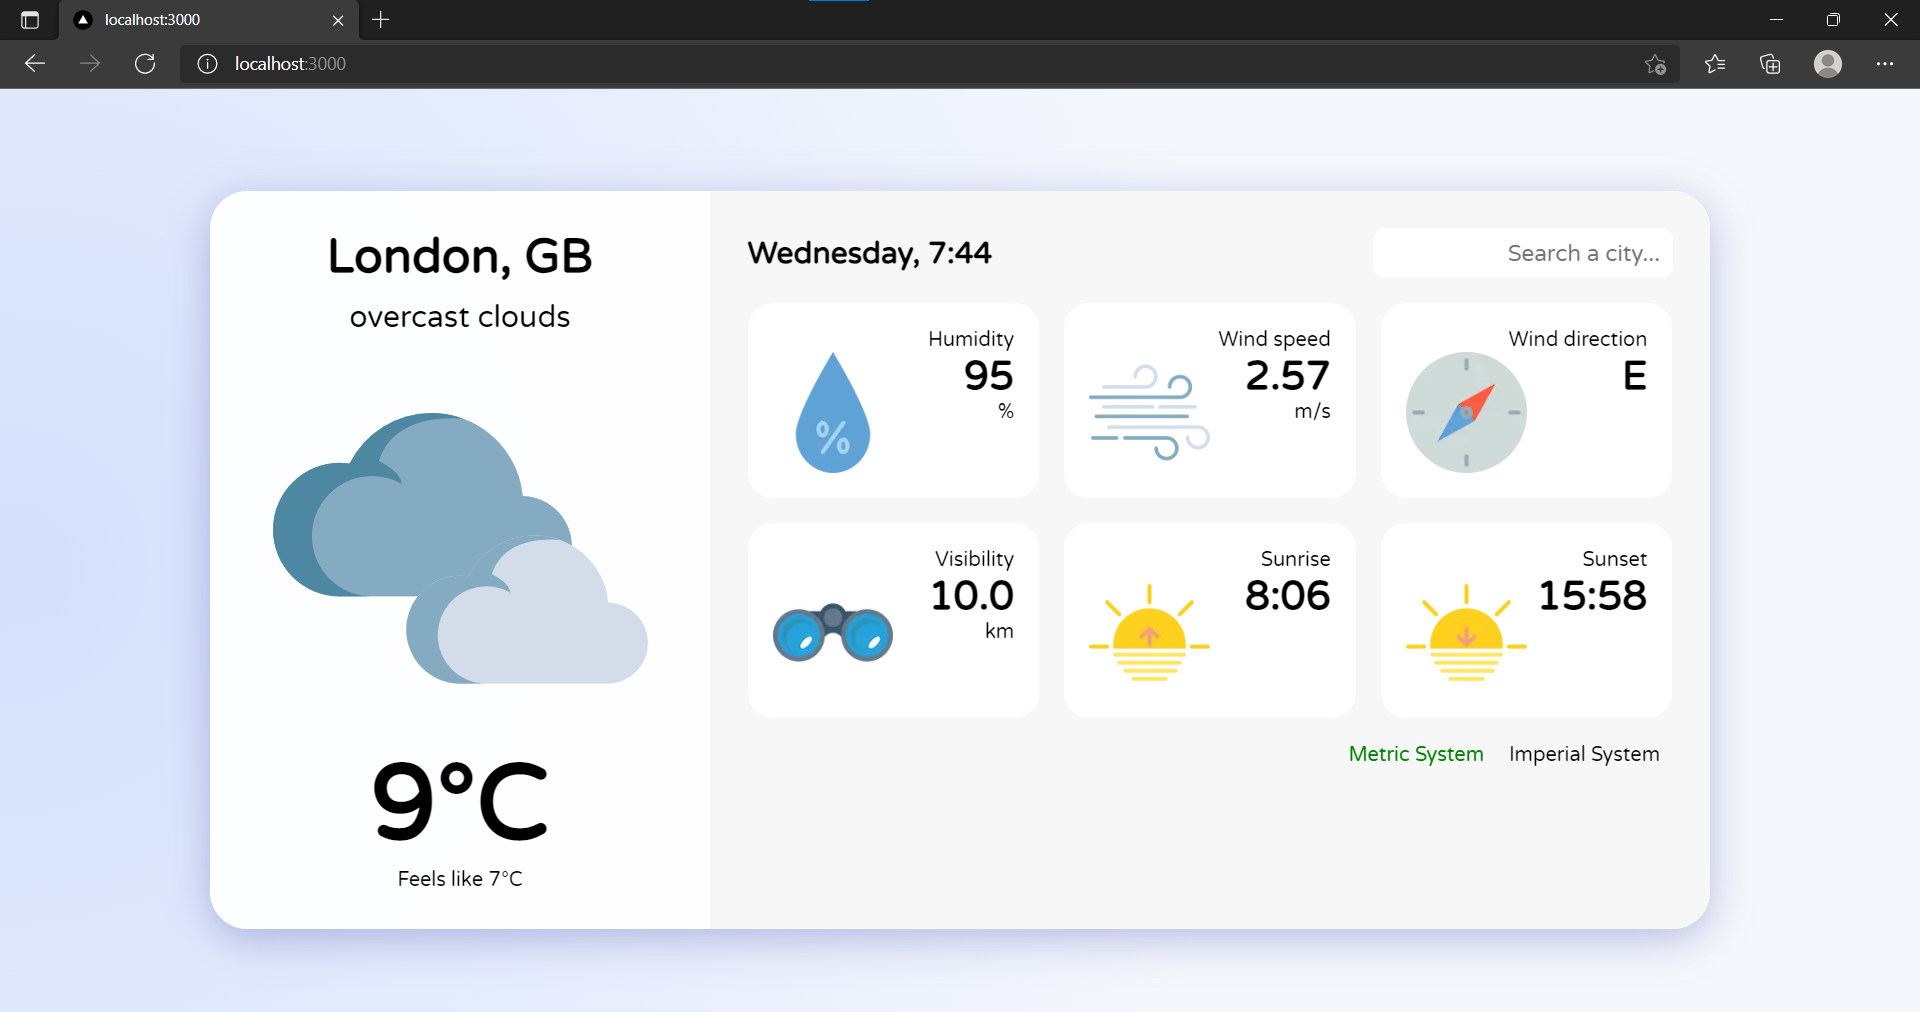 localhost:3000
localhost:3000
London, GB
overcast clouds
9°C
Feels like 7°C
Wednesday, 7:44
Search a city...
Humidity
95
%
%
Wind speed
2.57
m/s
Wind direction
E
Visibility
10.0
km
Sunrise
8:06
Sunset
15:58
Metric System Imperial System